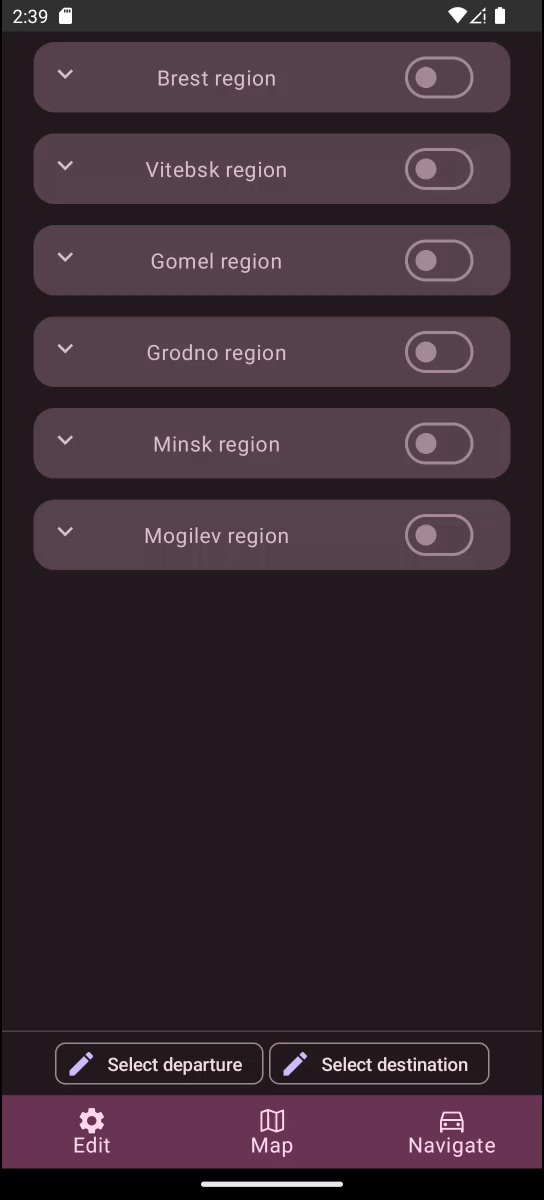 2:39
Brest region
Vitebsk region
Gomel region
Grodno region
Minsk region
Mogilev region
Select departure Select destination
Edit Map Navigate